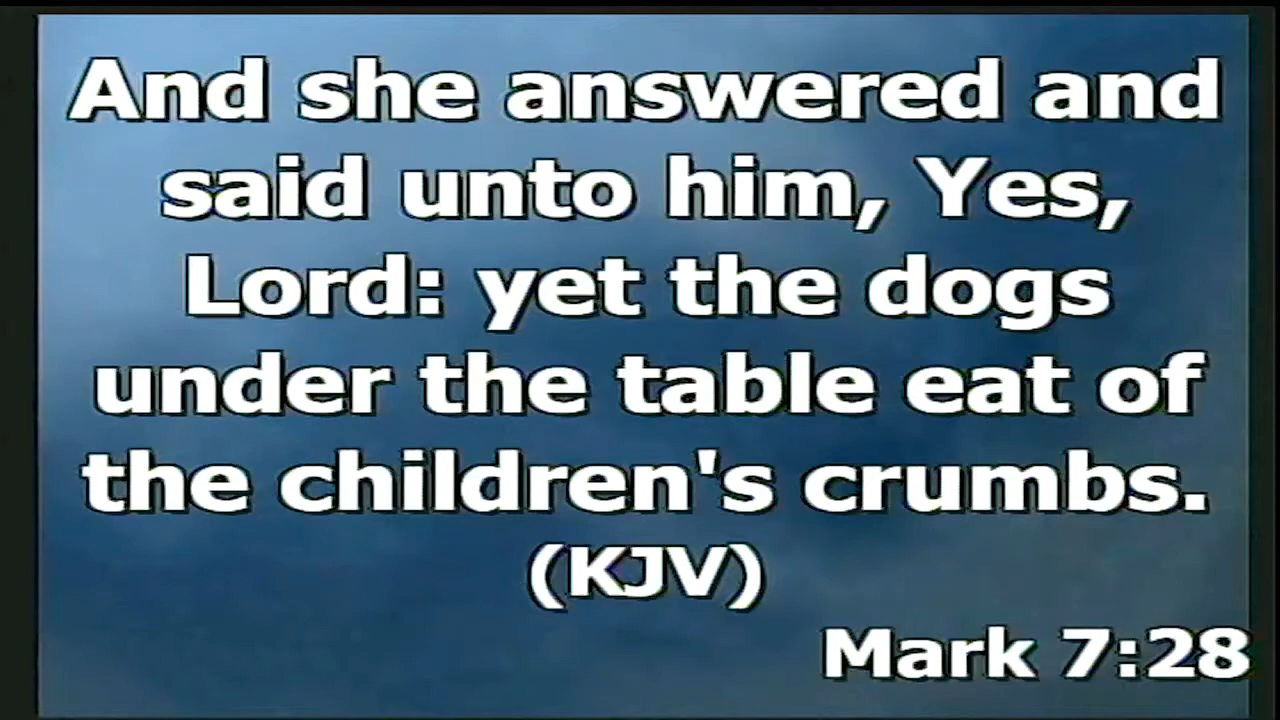 And she answered and
said unto him, Yes,
Lord: yet the dogs
under the table eat of
the children's crumbs.
(KJV)
Mark 7:28